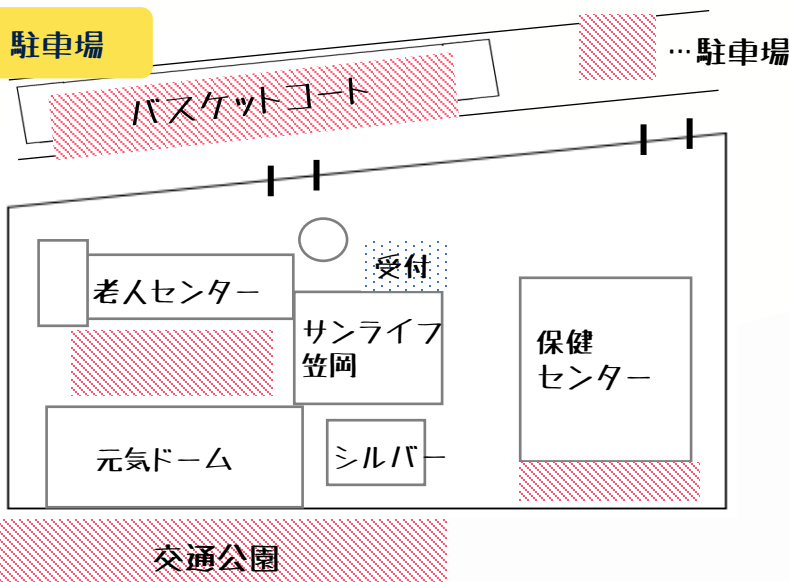 駐車場
…駐車場
バスケットコート
受付
老人センター
サンライフ
笠岡
保健
センター
元気ドーム
シルバー
交通公園